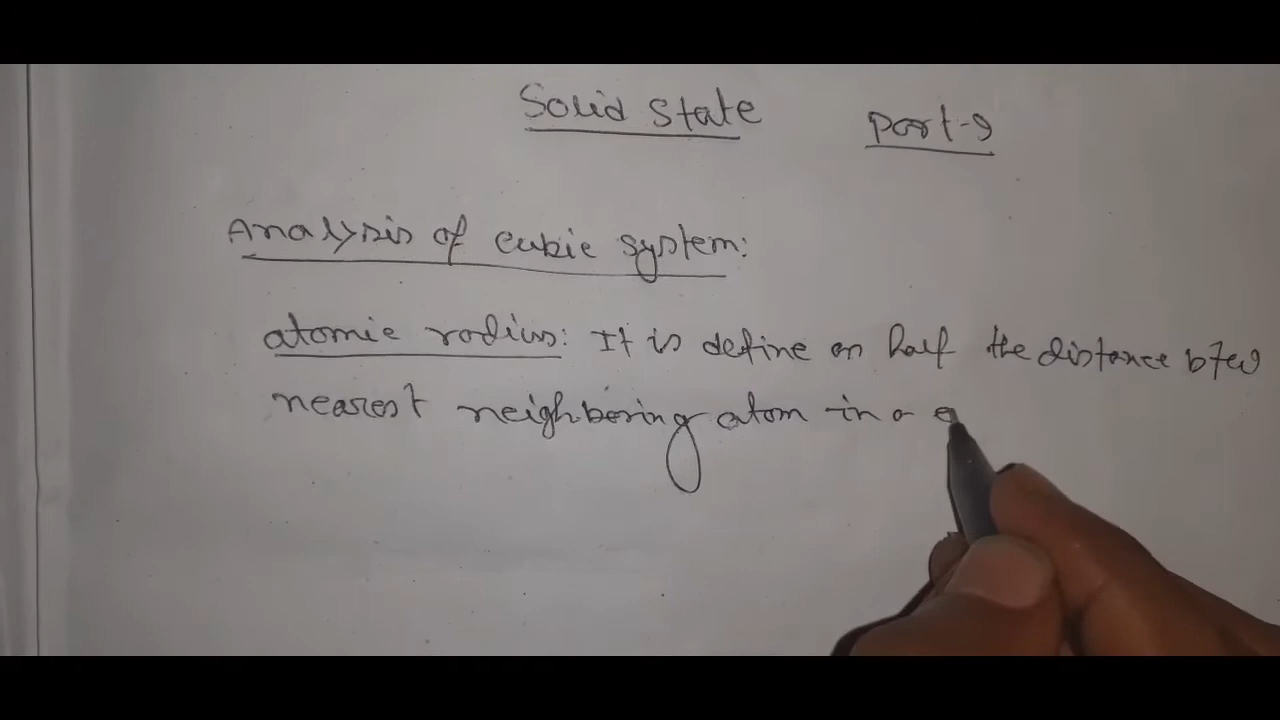 Solid State
Part-9
Analysis of cubic system:
atomic radius: It is define as half the distance btw
nearest neighbering atom in a